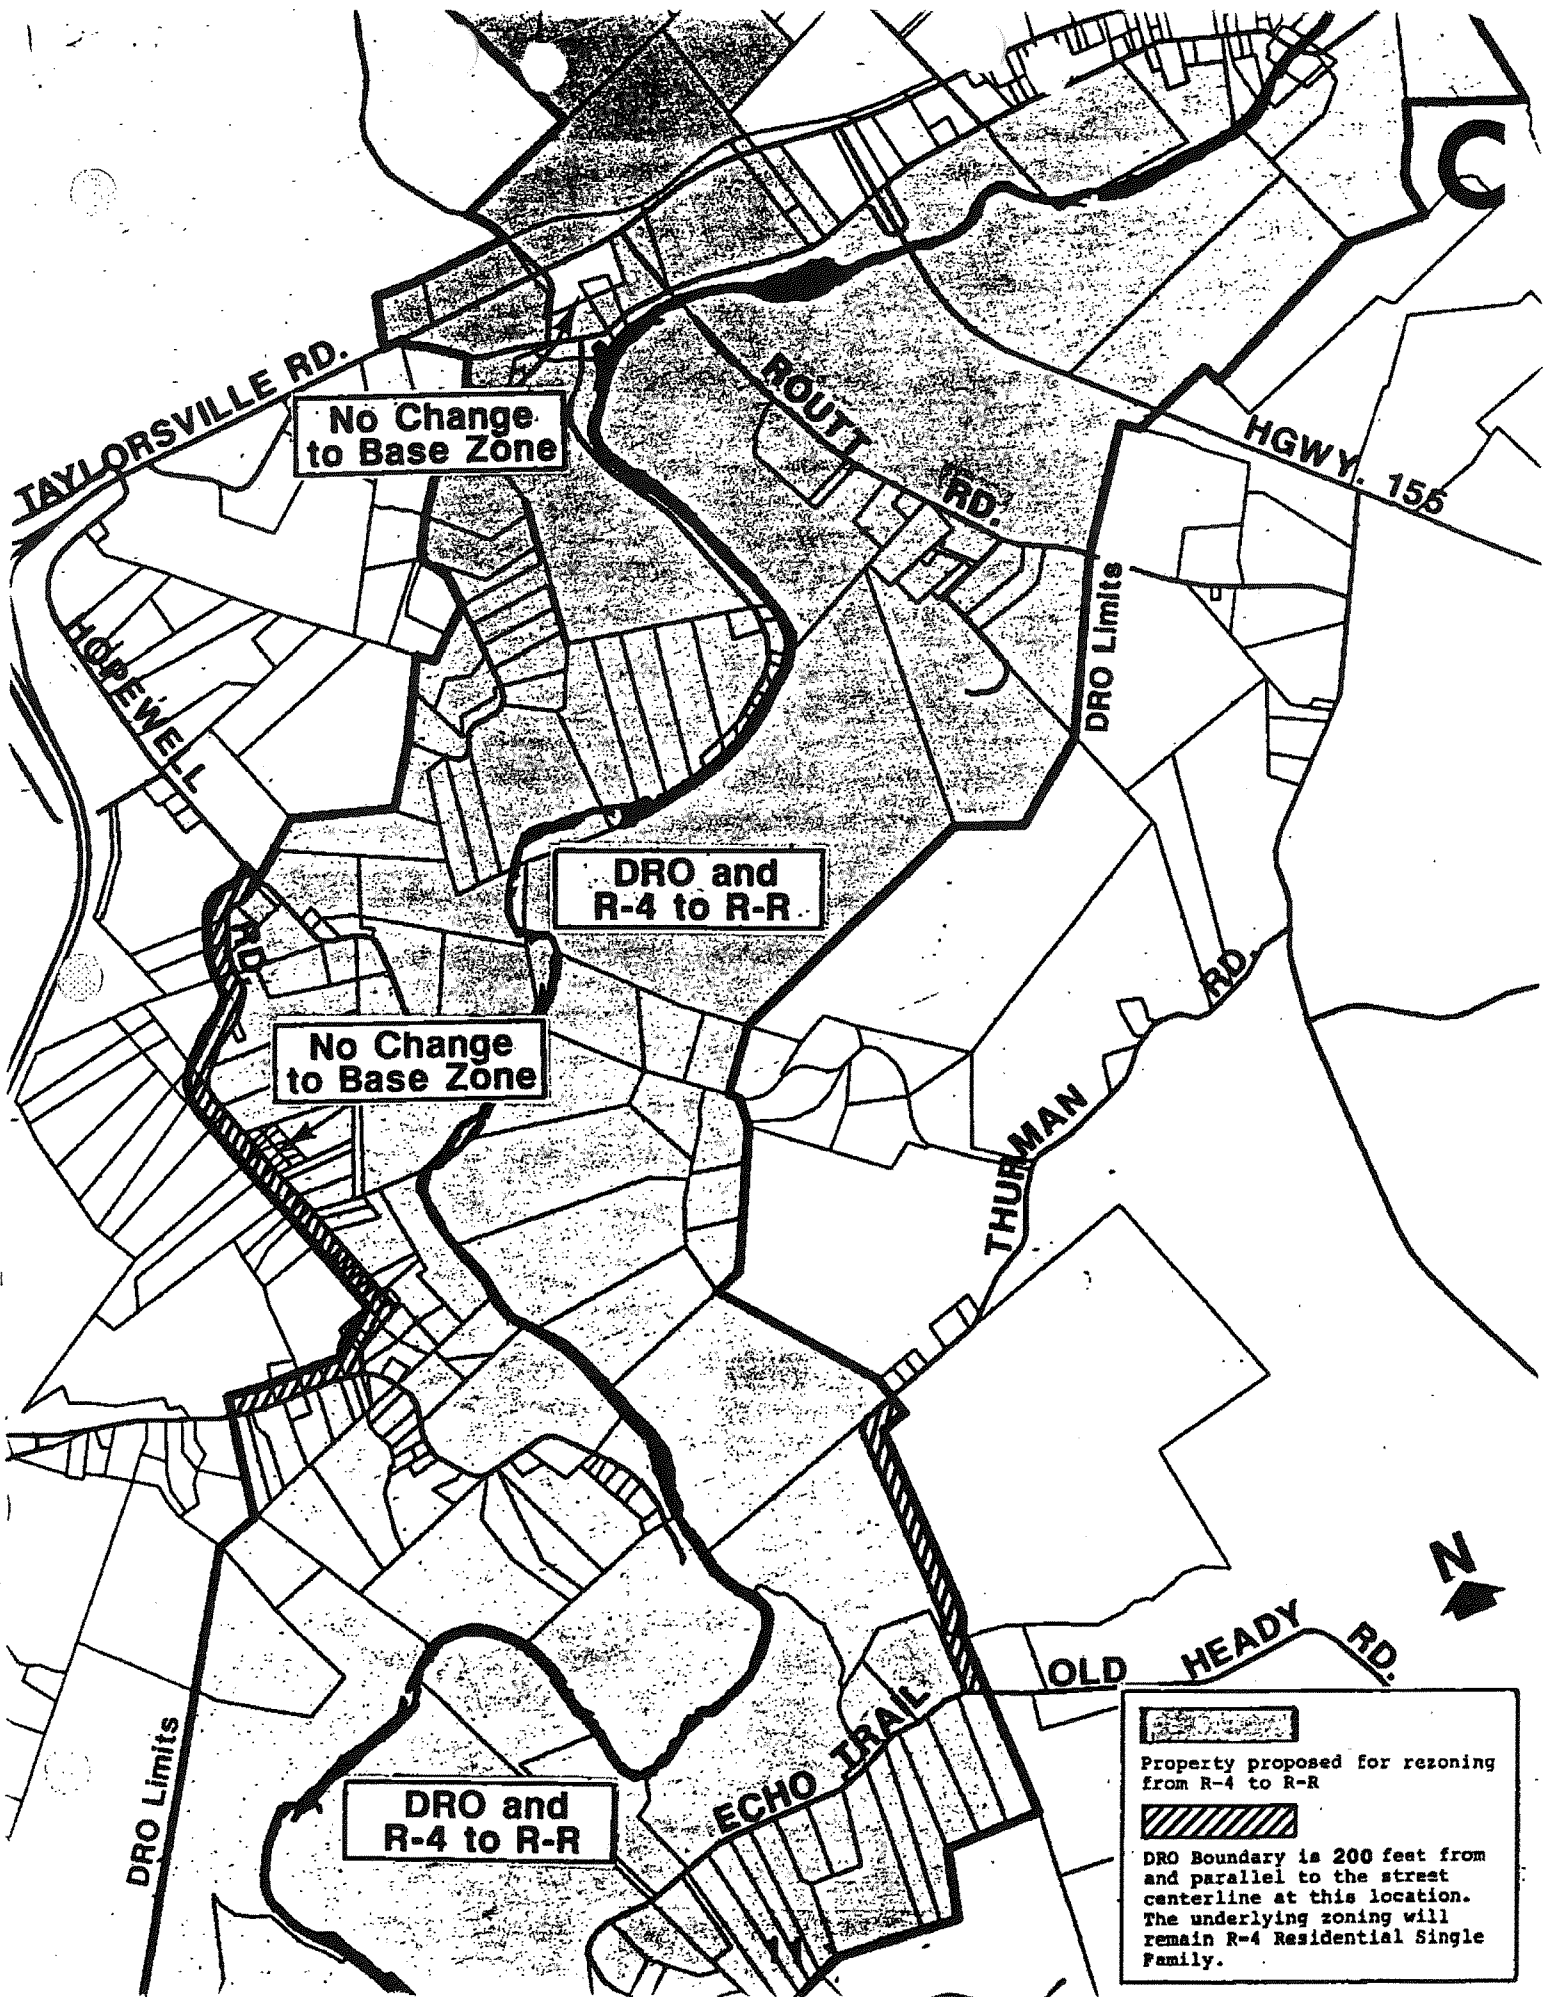 C
TAYLORSVILLE RD.
No Change
to Base Zone
ROUTT RD.
HGWY. 155
DRO Limits
HOPEWELL RD.
DRO and
R-4 to R-R
No Change
to Base Zone
THURMAN RD.
N
OLD HEADY RD.
ECHO TRAIL
DRO Limits
DRO and
R-4 to R-R
Property proposed for rezoning
from R-4 to R-R
DRO Boundary is 200 feet from
and parallel to the street
centerline at this location.
The underlying zoning will
remain R-4 Residential Single
Family.